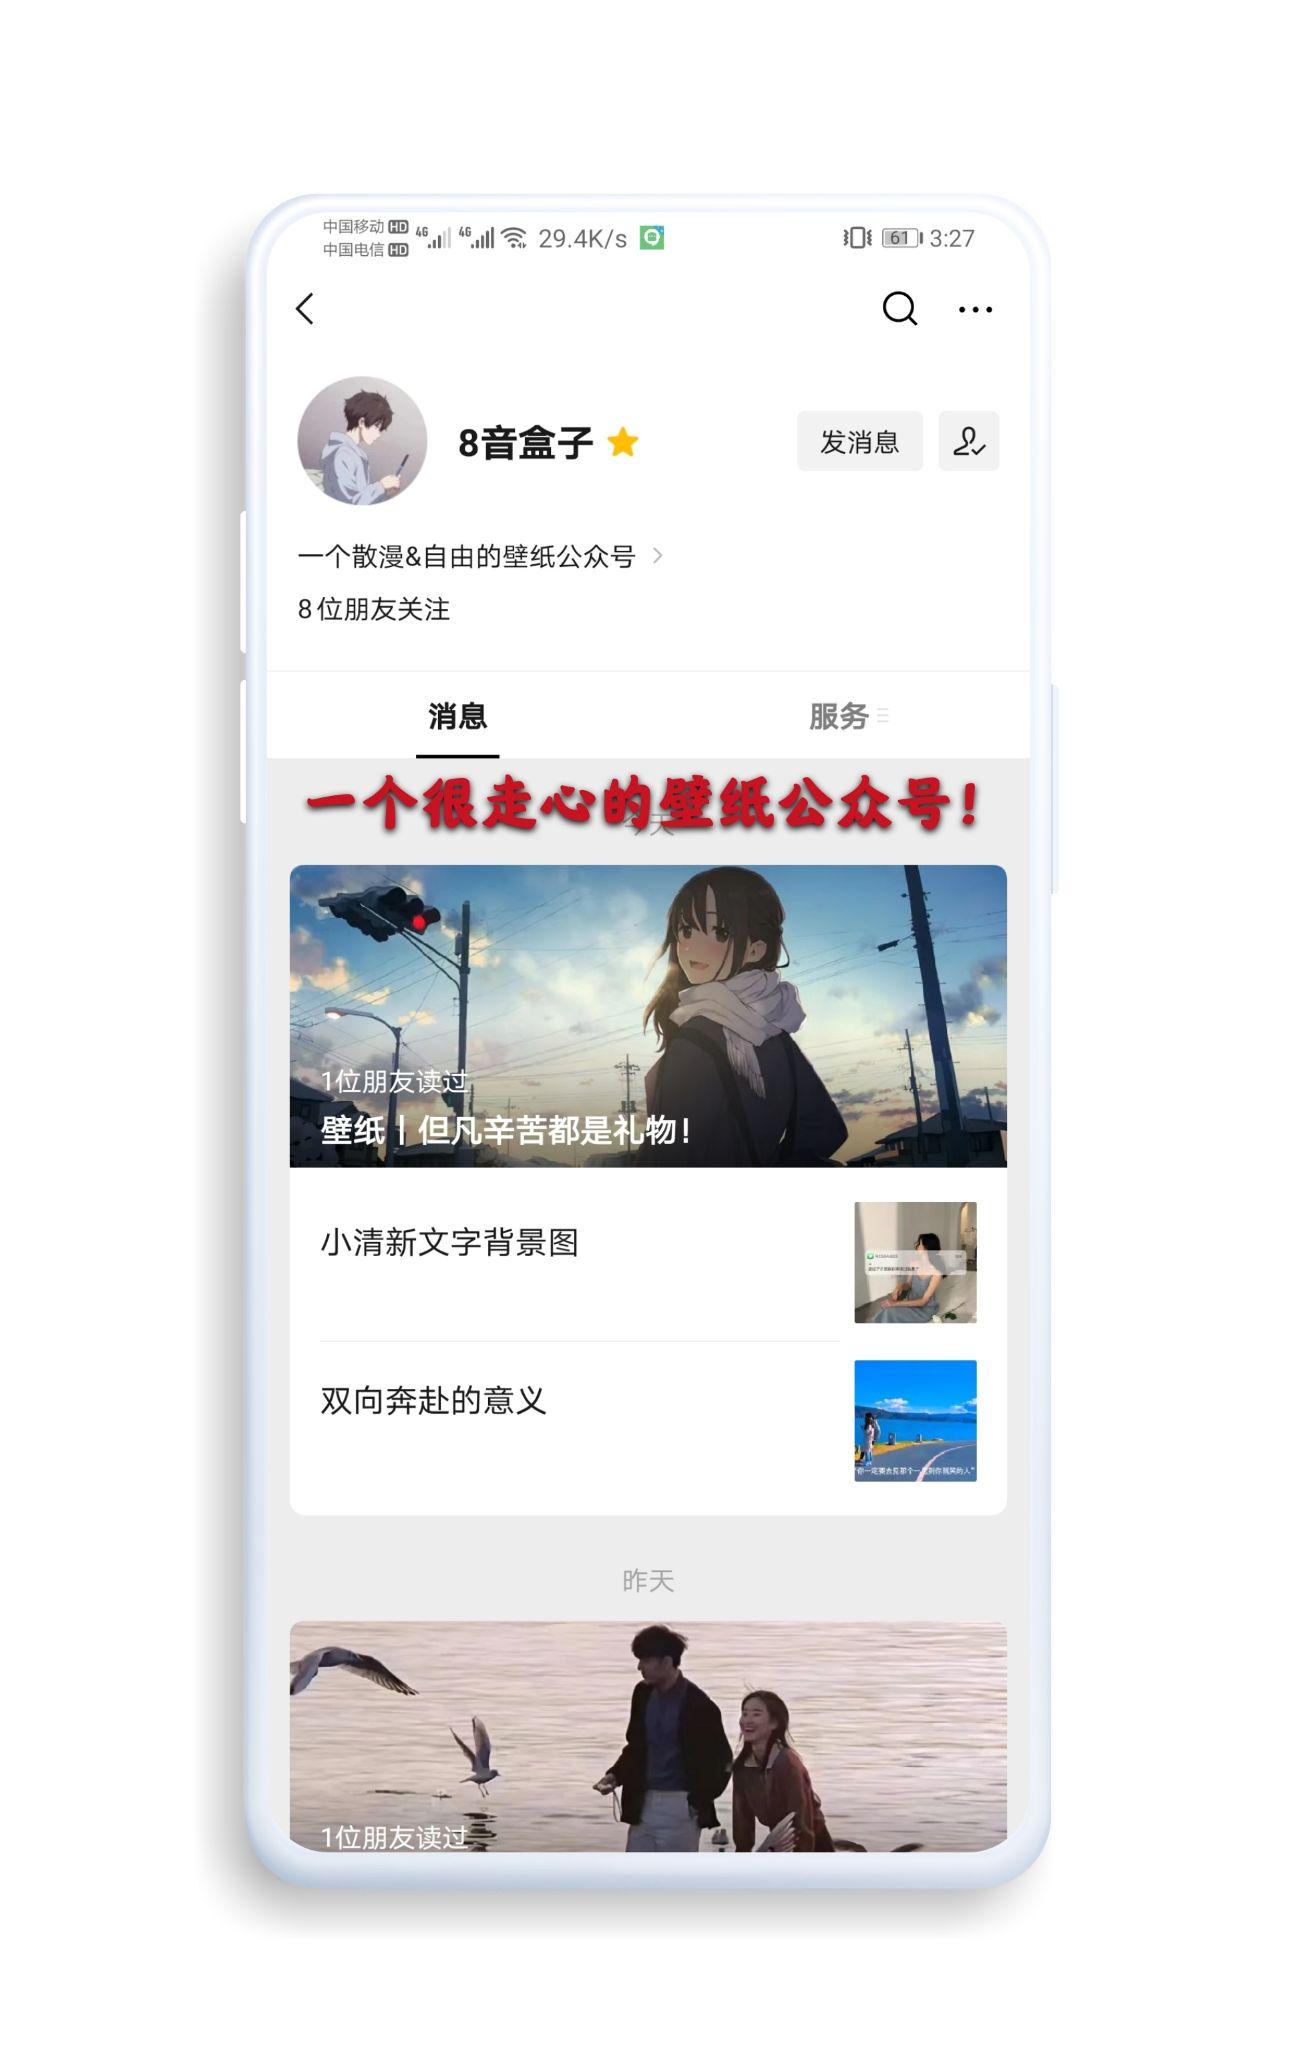 中国移动 HD 4G 4G 29.4K/s 61 3:27
中国电信 HD
8音盒子
发消息
一个散漫&自由的壁纸公众号
8位朋友关注
消息
服务
一个很走心的壁纸公众号!
今天
1位朋友读过
壁纸丨但凡辛苦都是礼物!
小清新文字背景图
双向奔赴的意义
昨天
1位朋友读过